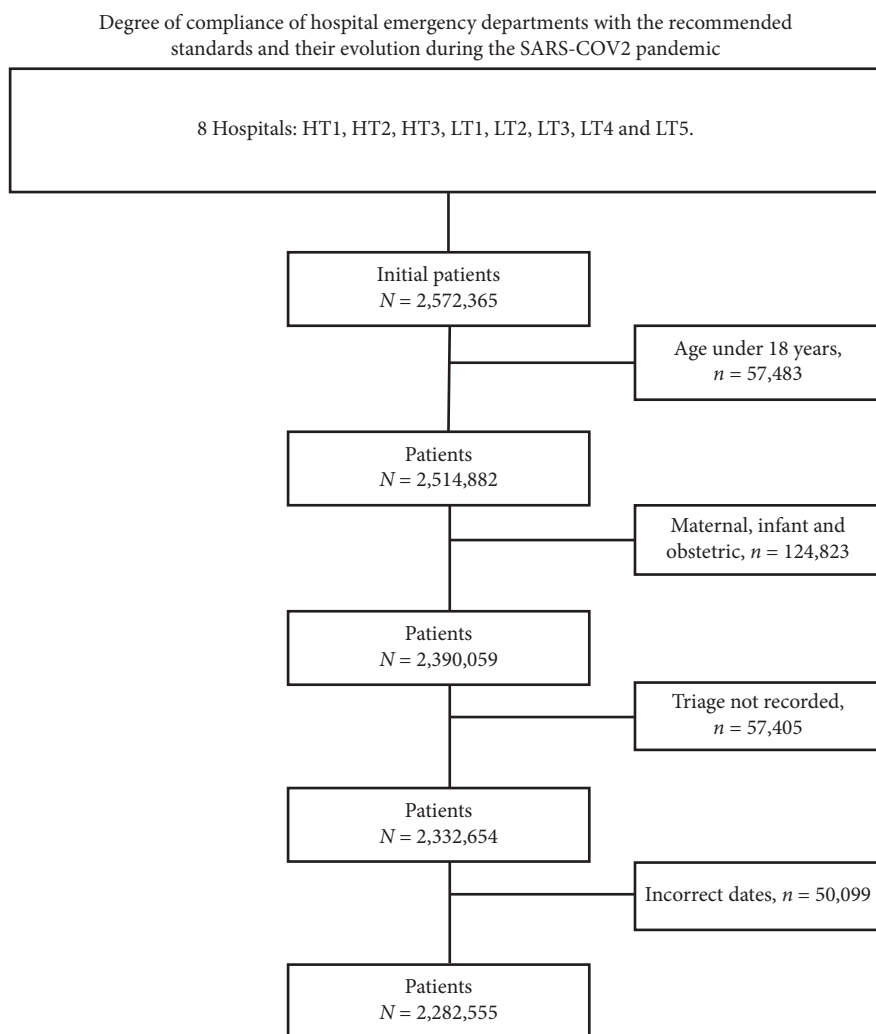 Degree of compliance of hospital emergency departments with the recommended
standards and their evolution during the SARS-COV2 pandemic
8 Hospitals: HT1, HT2, HT3, LT1, LT2, LT3, LT4 and LT5.
Initial patients
N = 2,572,365
Age under 18 years,
n = 57,483
Patients
N = 2,514,882
Maternal, infant and
obstetric, n = 124,823
Patients
N = 2,390,059
Triage not recorded,
n = 57,405
Patients
N = 2,332,654
Incorrect dates, n = 50,099
Patients
N = 2,282,555